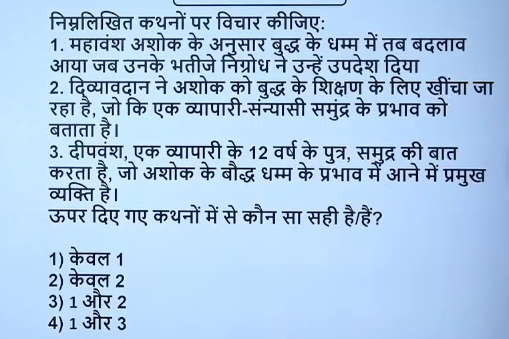 निम्नलिखित कथनों पर विचार कीजिए:
1. महावंश अशोक के अनुसार बुद्ध के धम्म में तब बदलाव
आया जब उनके भतीजे निग्रोध ने उन्हें उपदेश दिया
2. दिव्यावदान ने अशोक को बुद्ध के शिक्षण के लिए खींचा जा
रहा है, जो कि एक व्यापारी-संन्यासी समुंद्र के प्रभाव को
बताता है।
3. दीपवंश, एक व्यापारी के 12 वर्ष के पुत्र, समुद्र की बात
करता है, जो अशोक के बौद्ध धम्म के प्रभाव में आने में प्रमुख
व्यक्ति है।
ऊपर दिए गए कथनों में से कौन सा सही है/हैं?
1) केवल 1
2) केवल 2
3) 1 और 2
4) 1 और 3